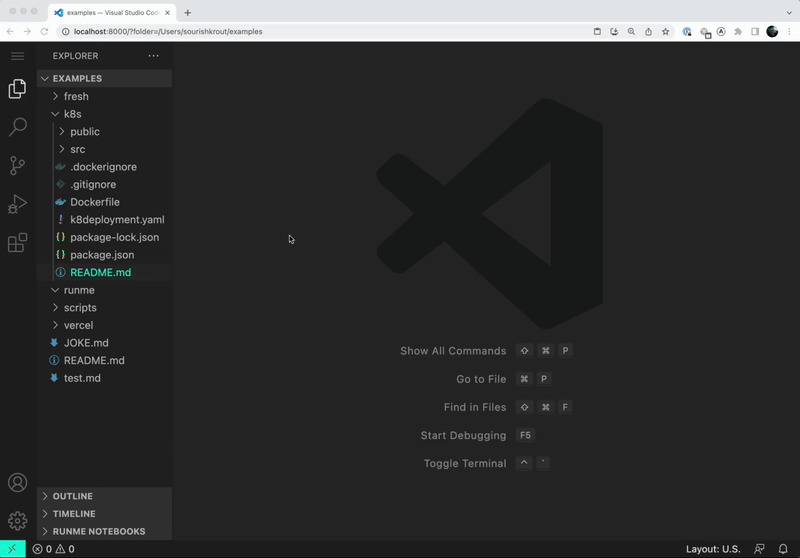 examples — Visual Studio Cod
localhost:8000/?folder=/Users/sourishkrout/examples
EXPLORER
EXAMPLES
fresh
k8s
public
src
.dockerignore
.gitignore
Dockerfile
k8deployment.yaml
package-lock.json
package.json
README.md
runme
scripts
vercel
JOKE.md
README.md
test.md
Show All Commands ⇧ ⌘ P
Go to File ⌘ P
Find in Files ⇧ ⌘ F
Start Debugging F5
Toggle Terminal ^ `
OUTLINE
TIMELINE
RUNME NOTEBOOKS
0 0
Layout: U.S.